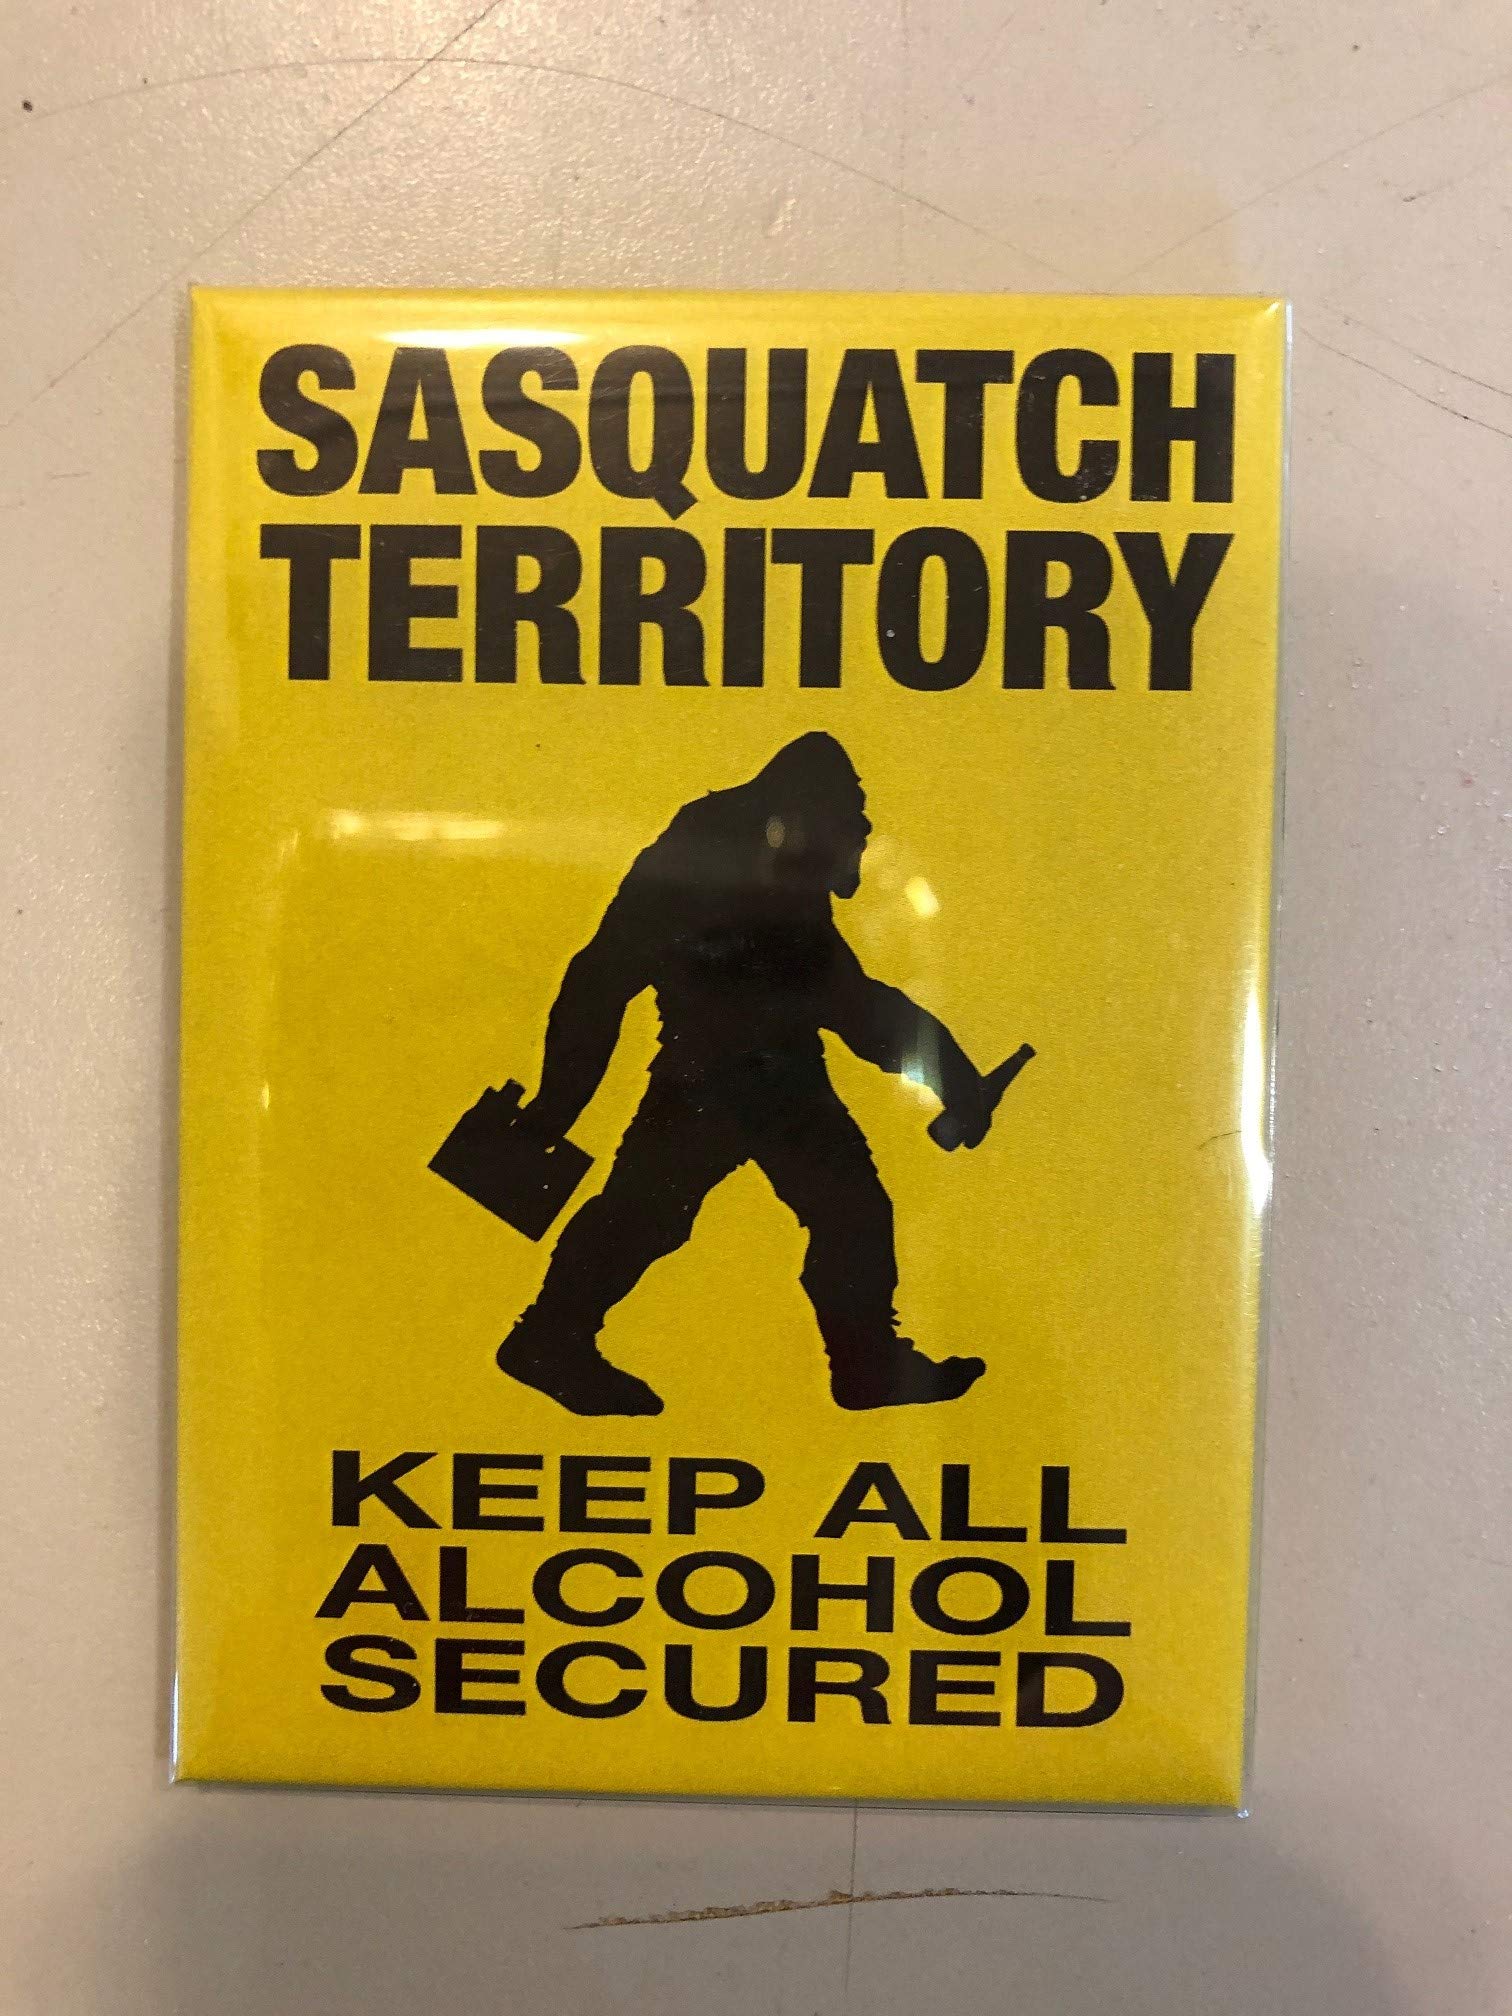 SASQUATCH
TERRITORY
KEEP ALL
ALCOHOL
SECURED